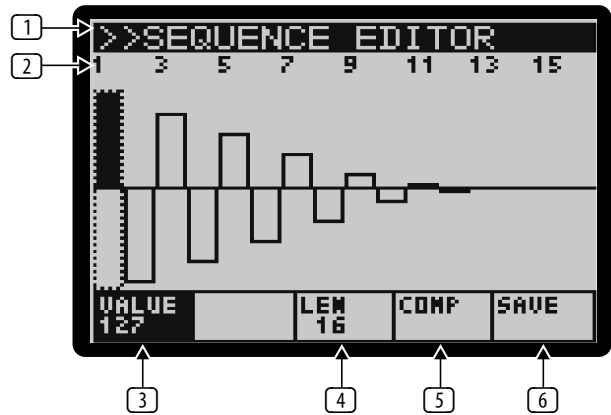 1
>>SEQUENCE EDITOR
2
1 3 5 7 9 11 13 15
VALUE LEN COMP SAVE
127 16
3 4 5 6